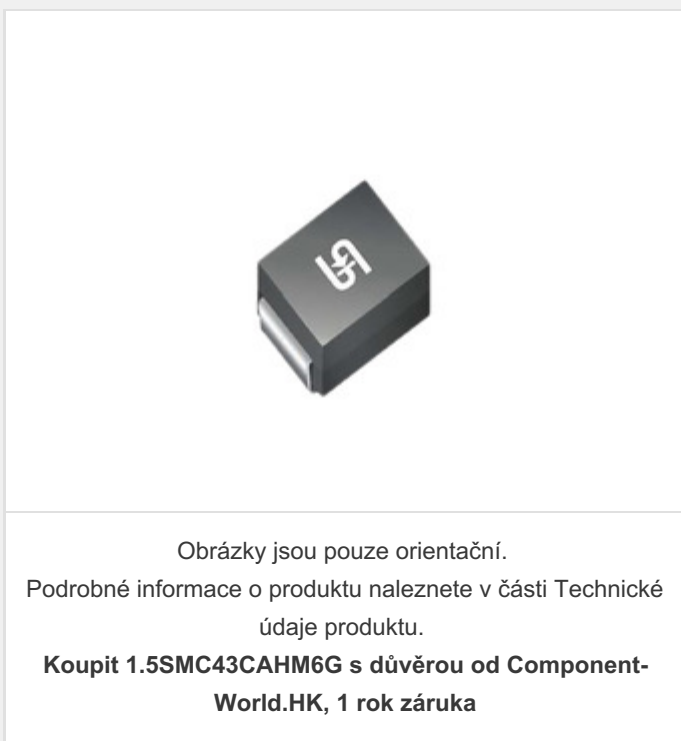 Obrázky jsou pouze orientační.
Podrobné informace o produktu naleznete v části Technické
údaje produktu.
Koupit 1.5SMC43CAHM6G s důvěrou od Component-
World.HK, 1 rok záruka